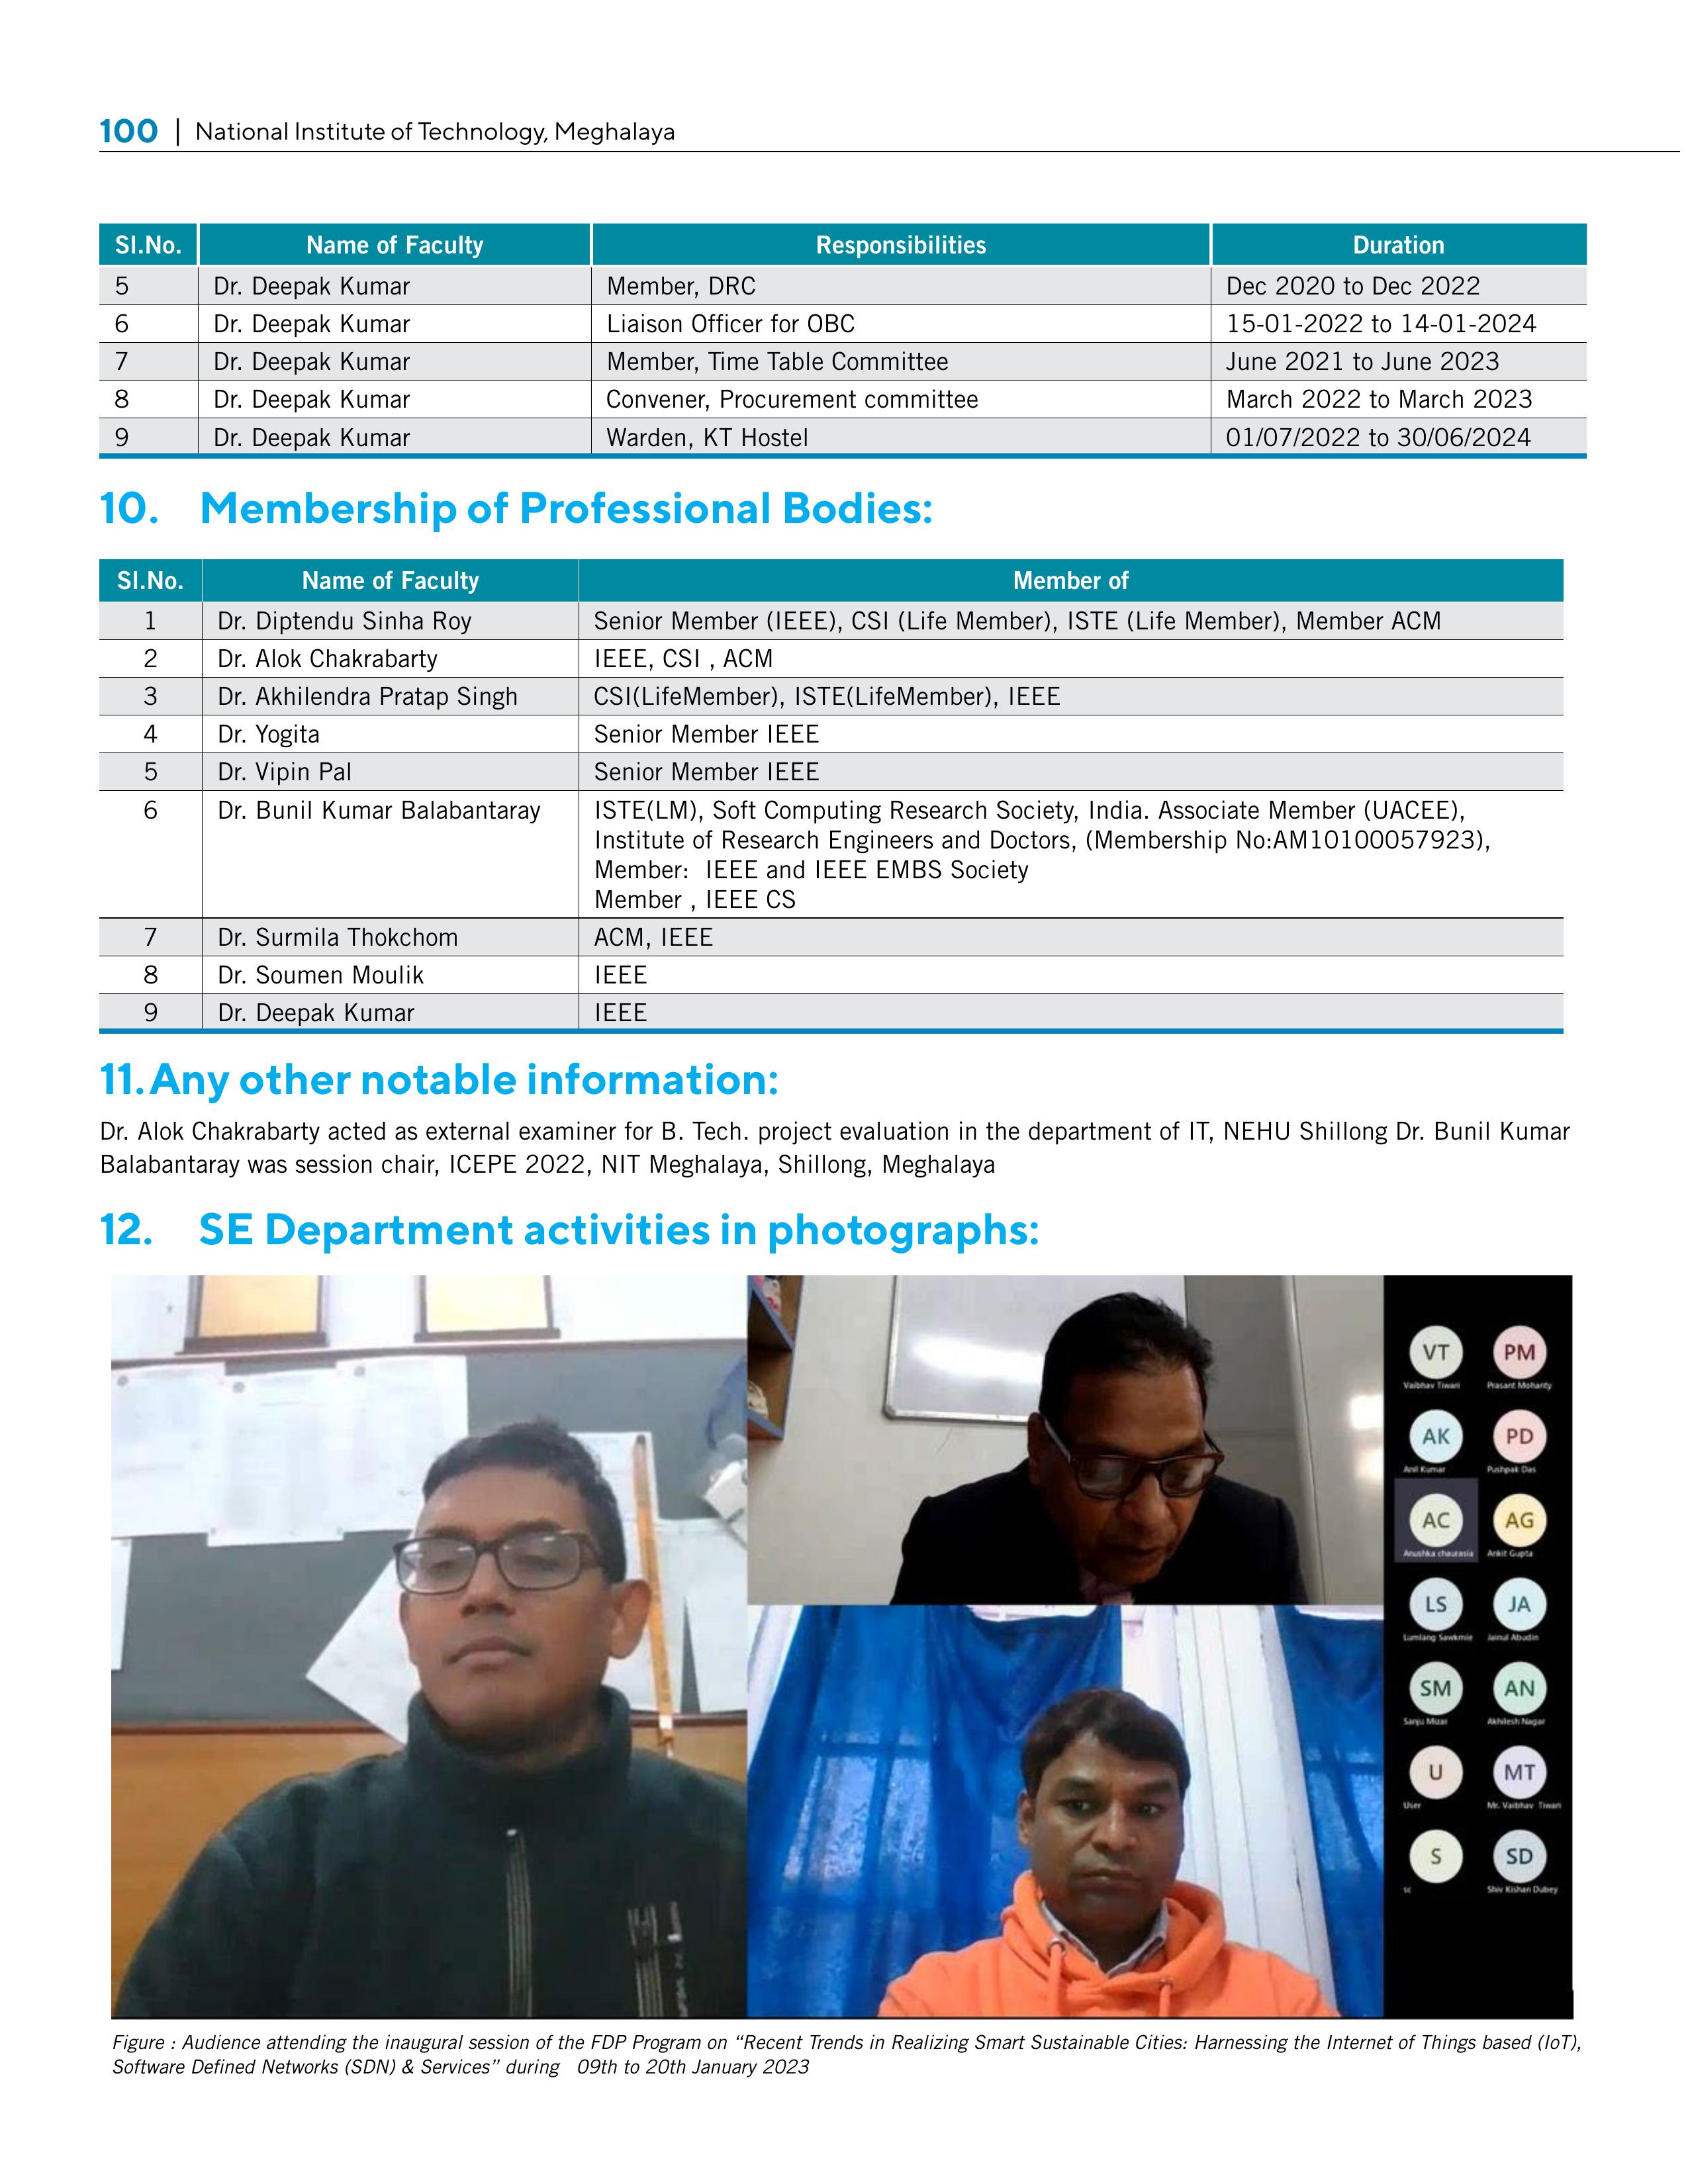 100 | National Institute of Technology, Meghalaya
Sl.No. Name of Faculty Responsibilities Duration
5 Dr. Deepak Kumar Member, DRC Dec 2020 to Dec 2022
6 Dr. Deepak Kumar Liaison Officer for OBC 15-01-2022 to 14-01-2024
7 Dr. Deepak Kumar Member, Time Table Committee June 2021 to June 2023
8 Dr. Deepak Kumar Convener, Procurement committee March 2022 to March 2023
9 Dr. Deepak Kumar Warden, KT Hostel 01/07/2022 to 30/06/2024
10. Membership of Professional Bodies:
Sl.No. Name of Faculty Member of
1 Dr. Diptendu Sinha Roy Senior Member (IEEE), CSI (Life Member), ISTE (Life Member), Member ACM
2 Dr. Alok Chakrabarty IEEE, CSI , ACM
3 Dr. Akhilendra Pratap Singh CSI(LifeMember), ISTE(LifeMember), IEEE
4 Dr. Yogita Senior Member IEEE
5 Dr. Vipin Pal Senior Member IEEE
6 Dr. Bunil Kumar Balabantaray ISTE(LM), Soft Computing Research Society, India. Associate Member (UACEE),
Institute of Research Engineers and Doctors, (Membership No:AM10100057923),
Member: IEEE and IEEE EMBS Society
Member , IEEE CS
7 Dr. Surmila Thokchom ACM, IEEE
8 Dr. Soumen Moulik IEEE
9 Dr. Deepak Kumar IEEE
11. Any other notable information:
Dr. Alok Chakrabarty acted as external examiner for B. Tech. project evaluation in the department of IT, NEHU Shillong Dr. Bunil Kumar
Balabantaray was session chair, ICEPE 2022, NIT Meghalaya, Shillong, Meghalaya
12. SE Department activities in photographs:
VT PM
Vaibhav Tiwari Prasant Mohanty
AK PD
Anil Kumar Pushpak Das
AC AG
Anushka chaurasia Ankit Gupta
LS JA
Lumlang Sawkmie Jainul Abudin
SM AN
Sanju Akhilesh Nagar
U MT
User Mr. Vaibhav Tiwari
S SD
sc Shiv Kishan Dubey
Figure : Audience attending the inaugural session of the FDP Program on “Recent Trends in Realizing Smart Sustainable Cities: Harnessing the Internet of Things based (IoT),
Software Defined Networks (SDN) & Services” during 09th to 20th January 2023